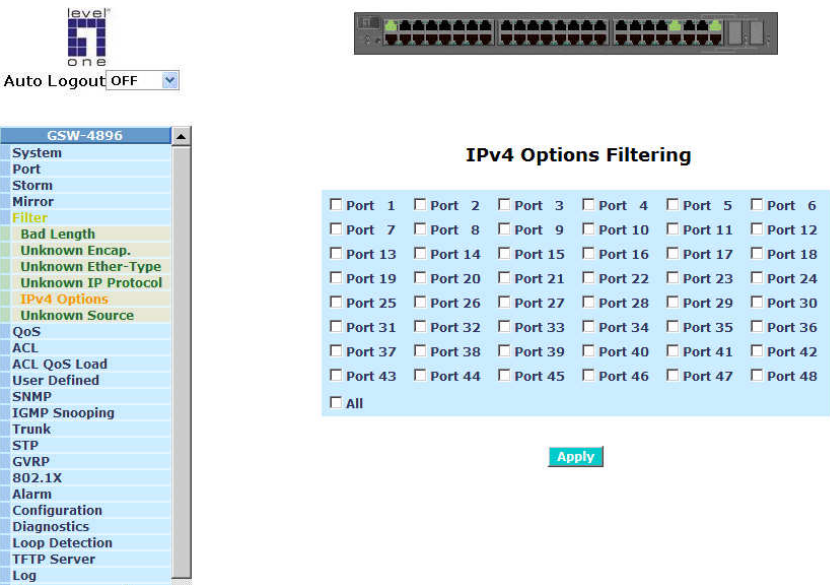 level
one
Auto Logout OFF
GSW-4896
System
Port
Storm
Mirror
Filter
Bad Length
Unknown Encap.
Unknown Ether-Type
Unknown IP Protocol
IPv4 Options
Unknown Source
QoS
ACL
ACL QoS Load
User Defined
SNMP
IGMP Snooping
Trunk
STP
GVRP
802.1X
Alarm
Configuration
Diagnostics
Loop Detection
TFTP Server
Log
IPv4 Options Filtering
Port 1 Port 2 Port 3 Port 4 Port 5 Port 6
Port 7 Port 8 Port 9 Port 10 Port 11 Port 12
Port 13 Port 14 Port 15 Port 16 Port 17 Port 18
Port 19 Port 20 Port 21 Port 22 Port 23 Port 24
Port 25 Port 26 Port 27 Port 28 Port 29 Port 30
Port 31 Port 32 Port 33 Port 34 Port 35 Port 36
Port 37 Port 38 Port 39 Port 40 Port 41 Port 42
Port 43 Port 44 Port 45 Port 46 Port 47 Port 48
All
Apply